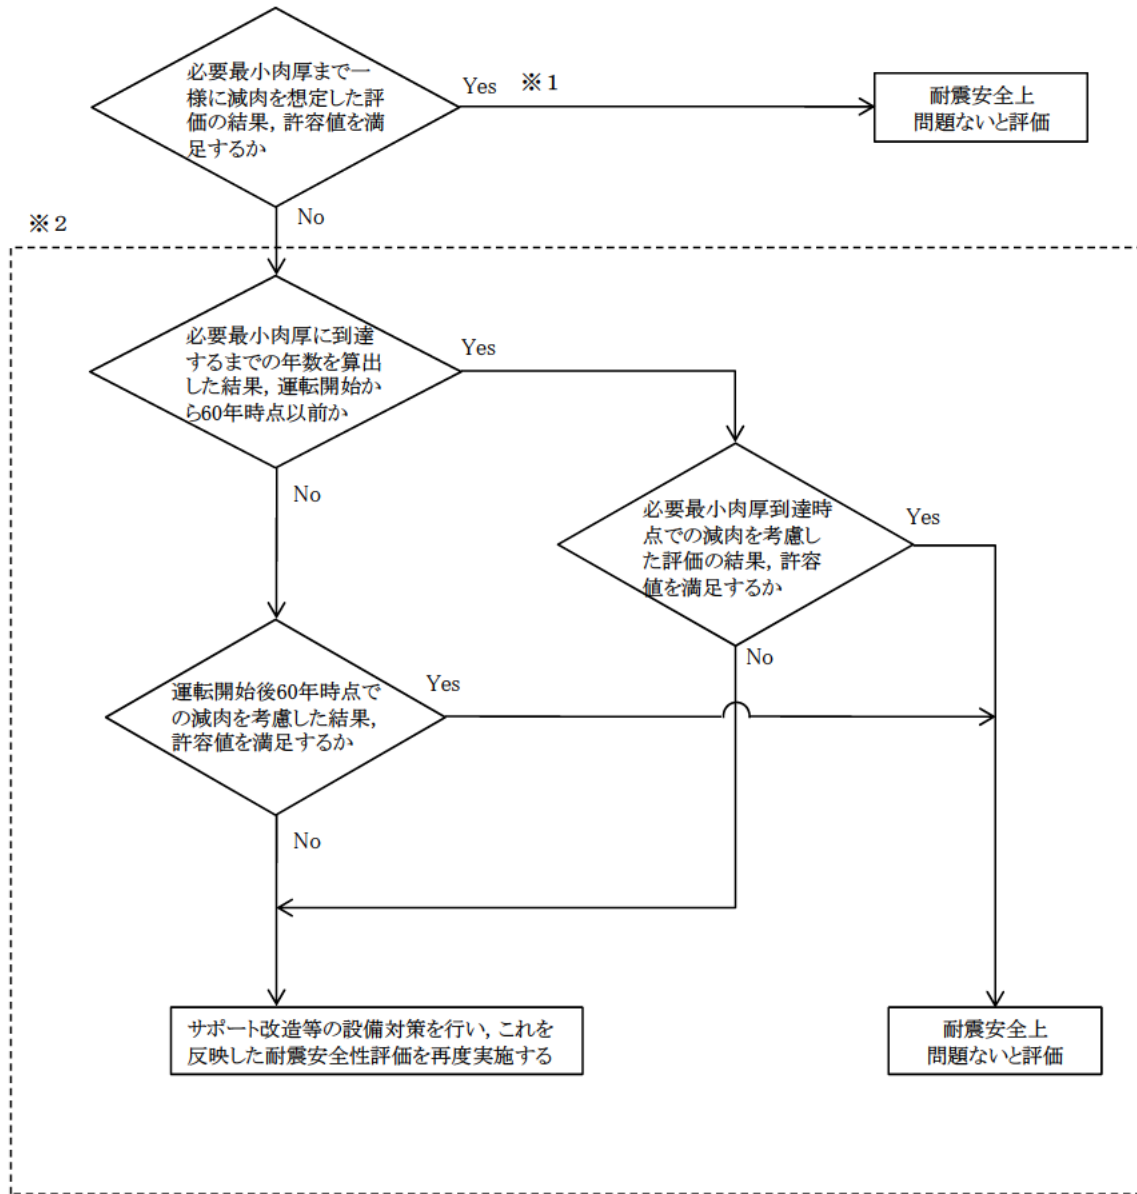 必要最小肉厚まで一
様に減肉を想定した評
価の結果, 許容値を満
足するか
Yes ※1
耐震安全上
問題ないと評価
No
※2
必要最小肉厚に到達
するまでの年数を算出
した結果, 運転開始か
ら60年時点以前か
Yes
No
必要最小肉厚到達時
点での減肉を考慮し
た評価の結果, 許容
値を満足するか
Yes
No
運転開始後60年時点で
の減肉を考慮した結果,
許容値を満足するか
Yes
No
サポート改造等の設備対策を行い, これを
反映した耐震安全性評価を再度実施する
耐震安全上
問題ないと評価